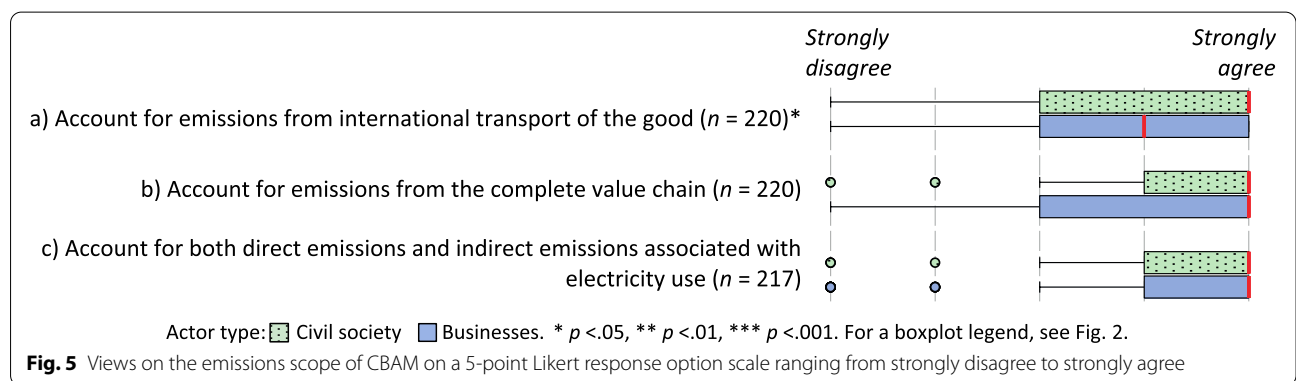 Strongly disagree
Strongly agree
a) Account for emissions from international transport of the good (n = 220)*
b) Account for emissions from the complete value chain (n = 220)
c) Account for both direct emissions and indirect emissions associated with
electricity use (n = 217)
Actor type: Civil society Businesses. * p <.05, ** p <.01, *** p <.001. For a boxplot legend, see Fig. 2.
Fig. 5 Views on the emissions scope of CBAM on a 5-point Likert response option scale ranging from strongly disagree to strongly agree